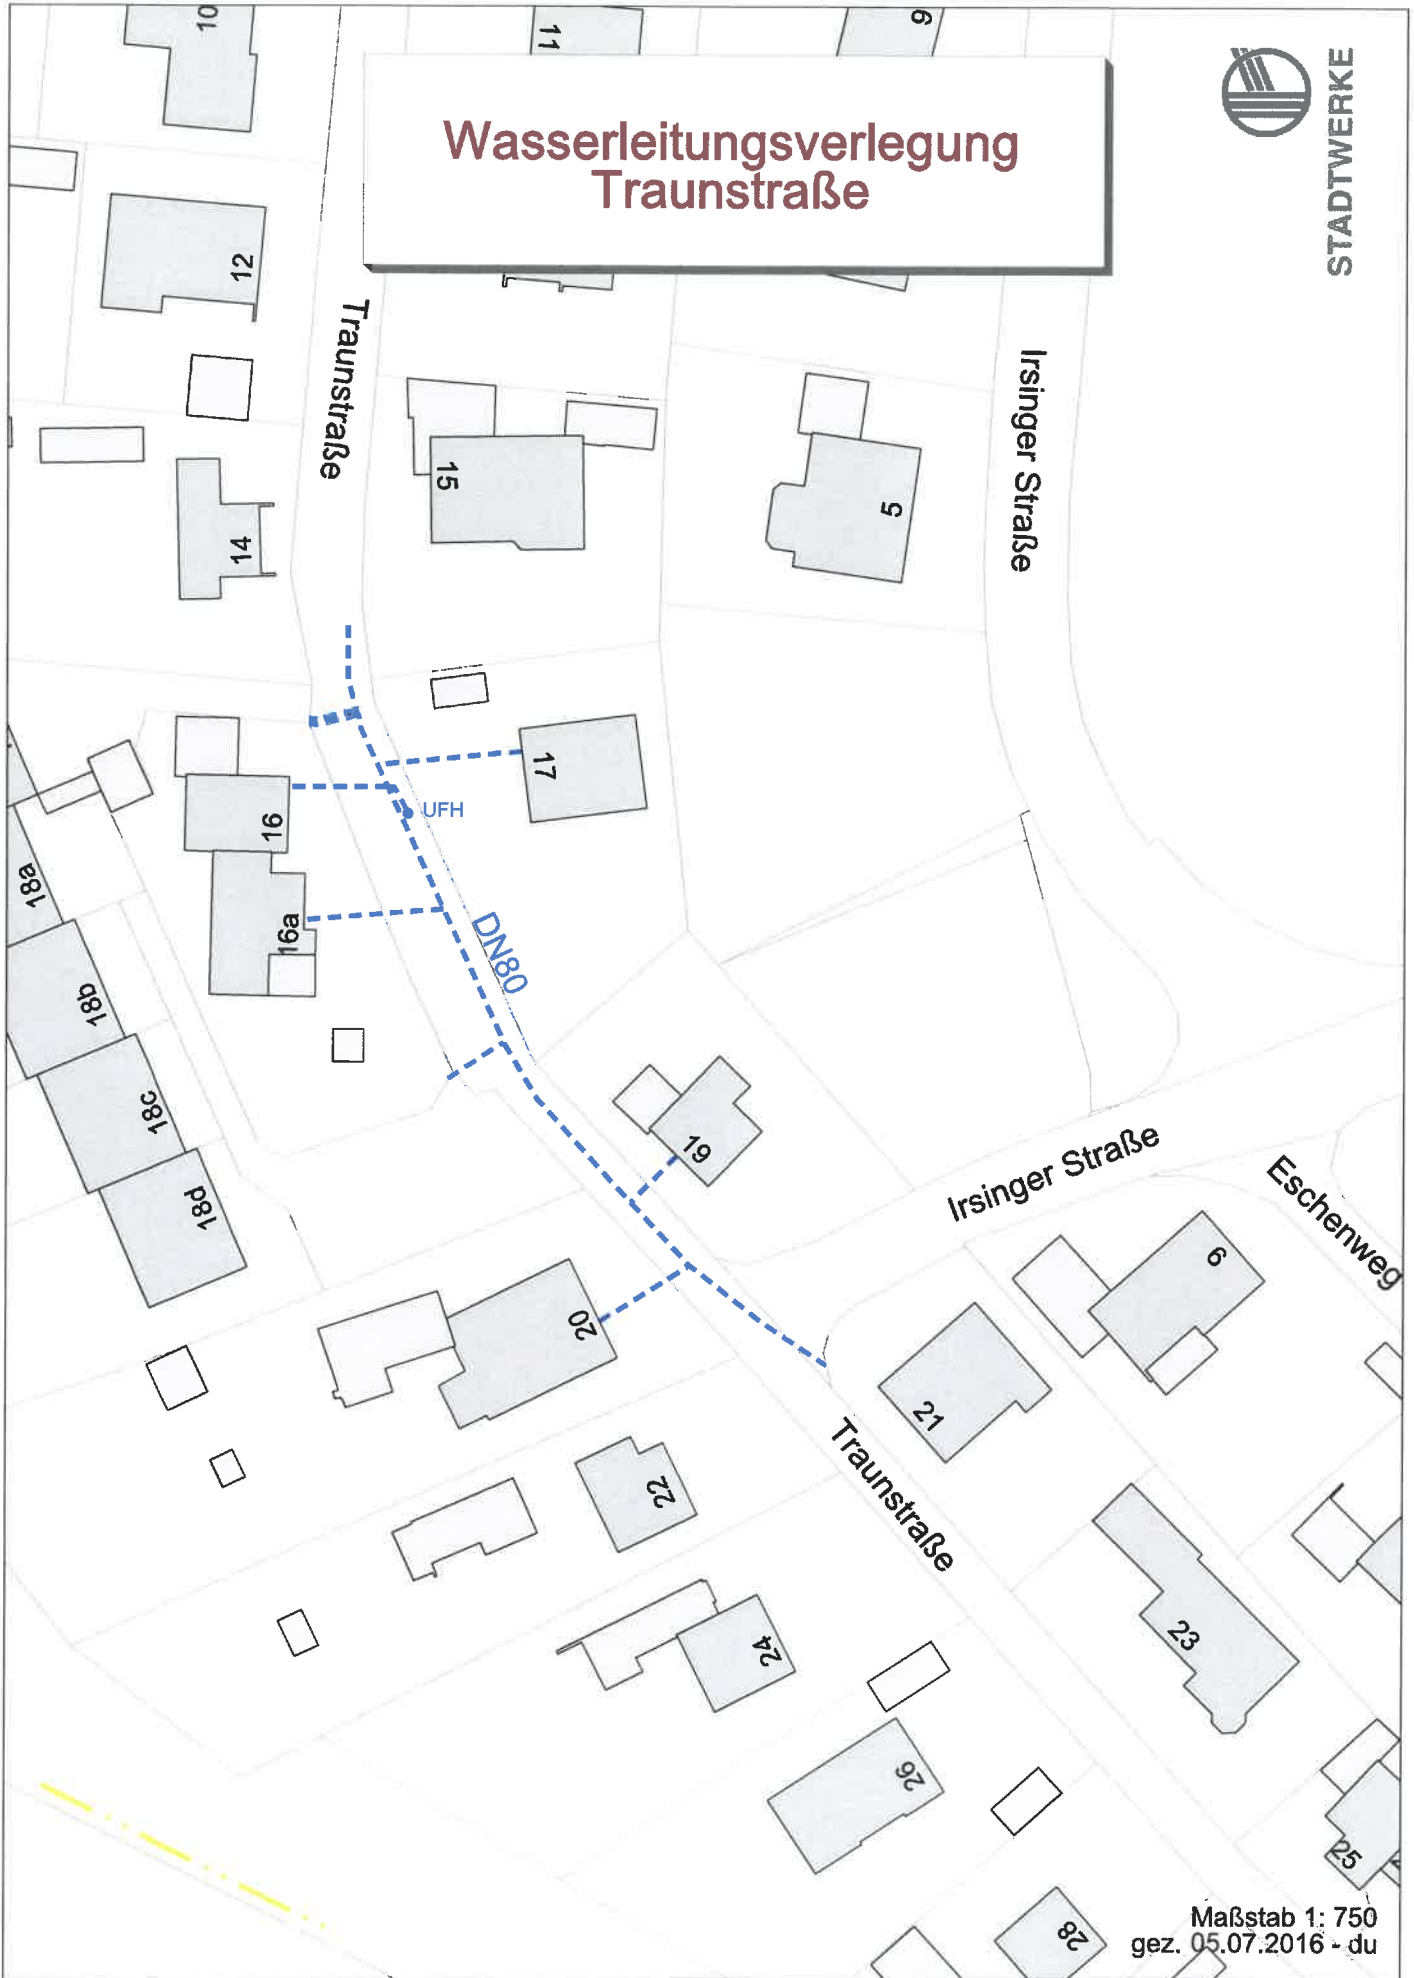 10
11
9
STADTWERKE
Wasserleitungsverlegung
Traunstraße
12
Traunstraße
Irsinger Straße
15
5
14
17
16
UFH
18a
16a
DN80
18b
18c
19
Irsinger Straße
Eschenweg
18d
6
20
21
22
Traunstraße
23
24
26
25
28
Maßstab 1: 750
gez. 05.07.2016 - du